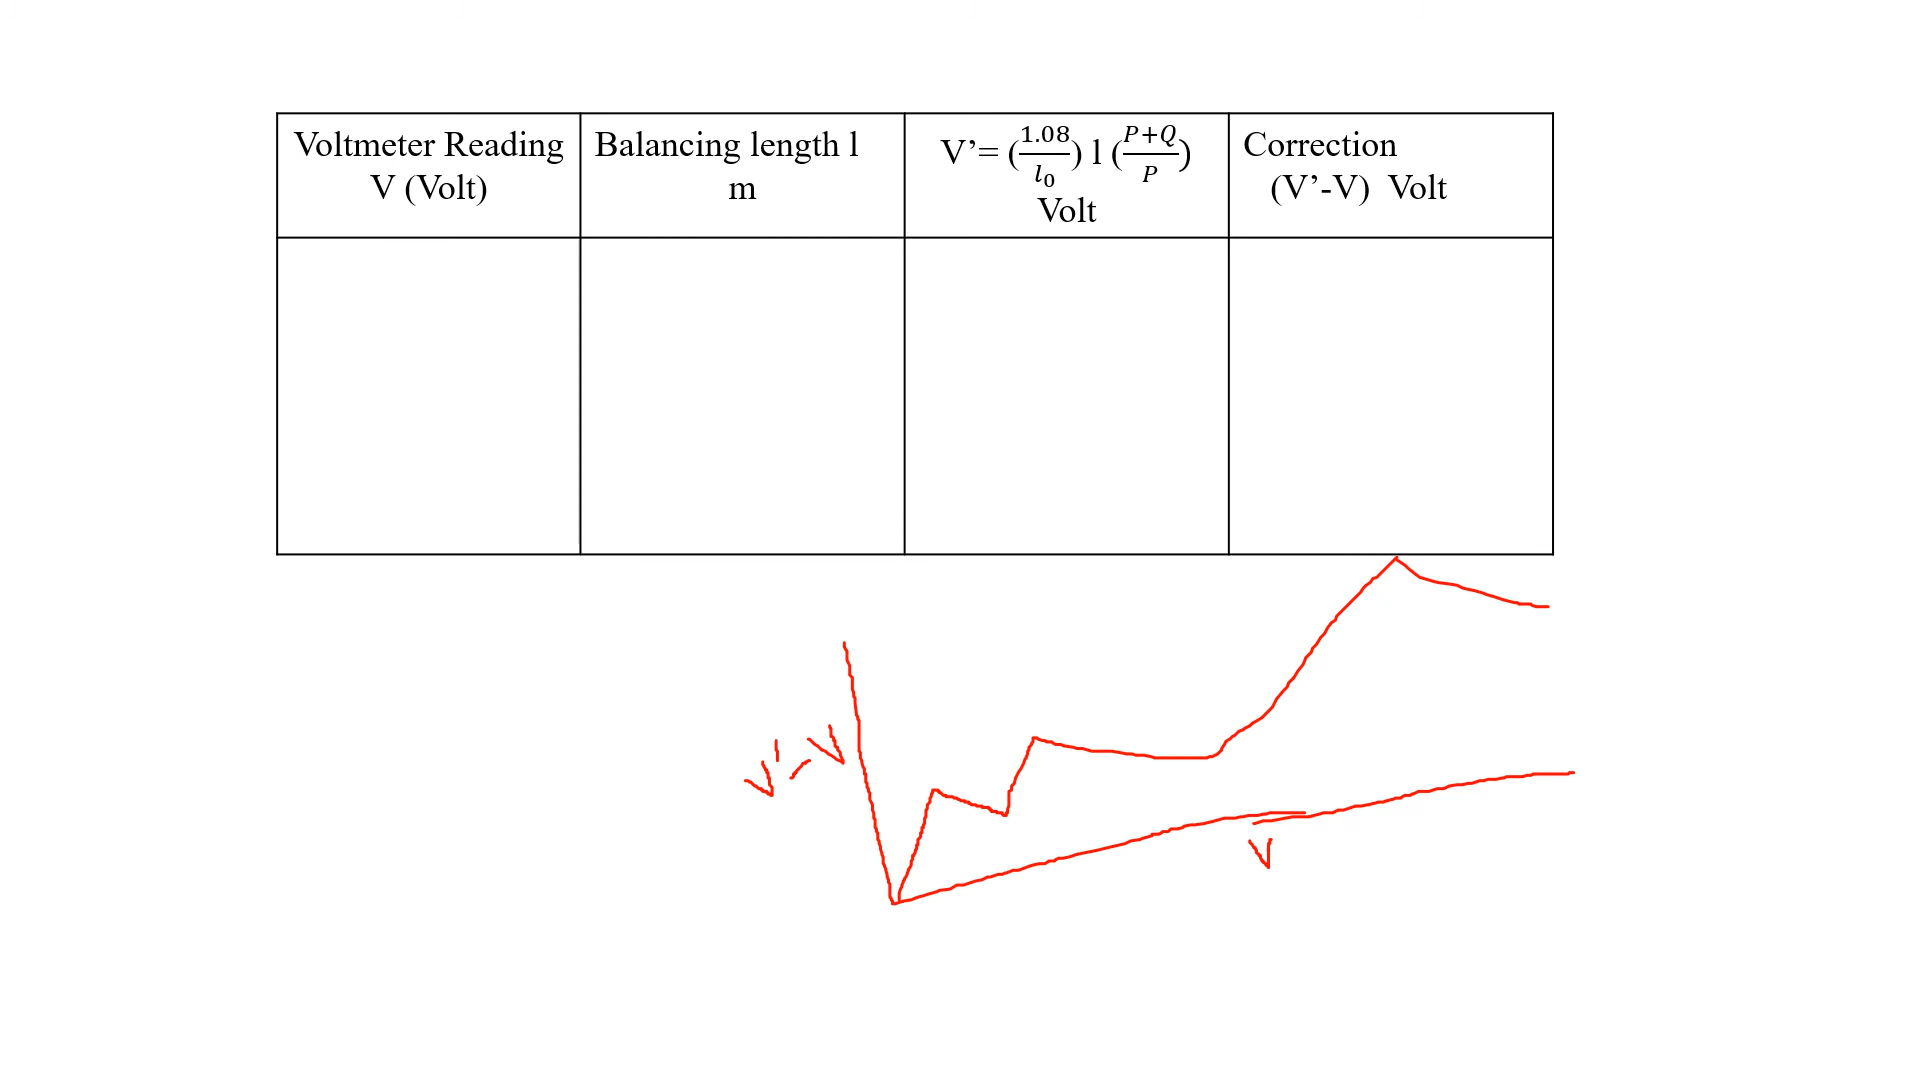 Voltmeter Reading
V (Volt)
Balancing length l
m
V’= (1.08/l₀) l (P+Q/P)
Volt
Correction
(V’-V) Volt
V'-V
V